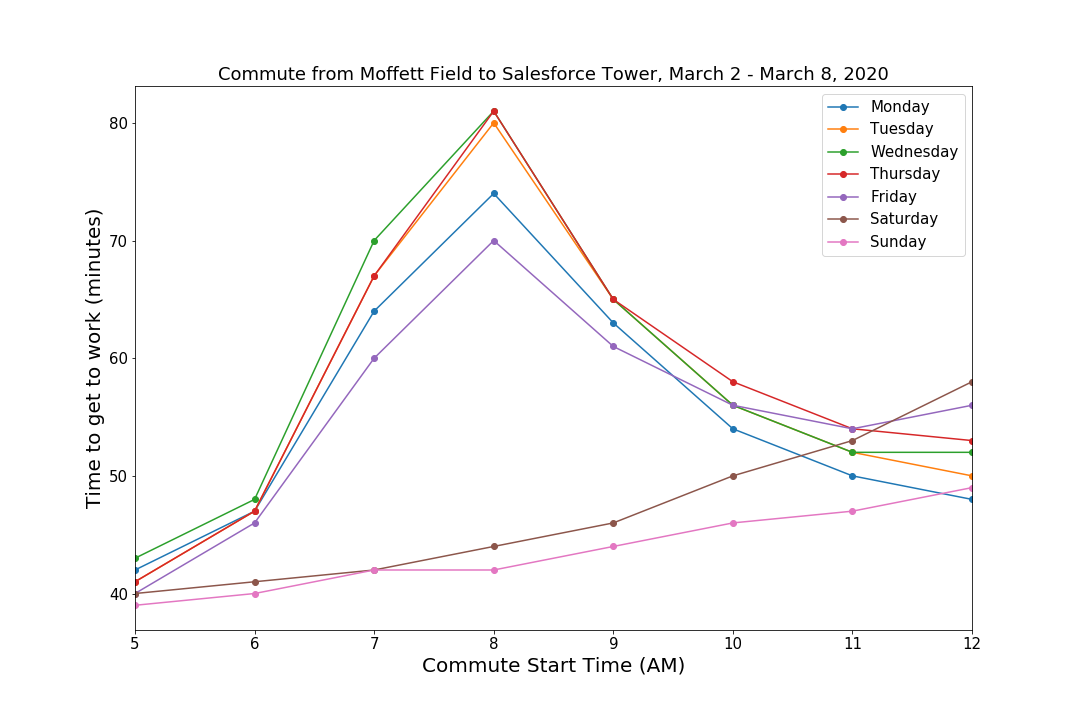 Commute from Moffett Field to Salesforce Tower, March 2 - March 8, 2020
Monday
Tuesday
Wednesday
Thursday
Friday
Saturday
Sunday
Time to get to work (minutes)
80
70
60
50
40
5 6 7 8 9 10 11 12
Commute Start Time (AM)